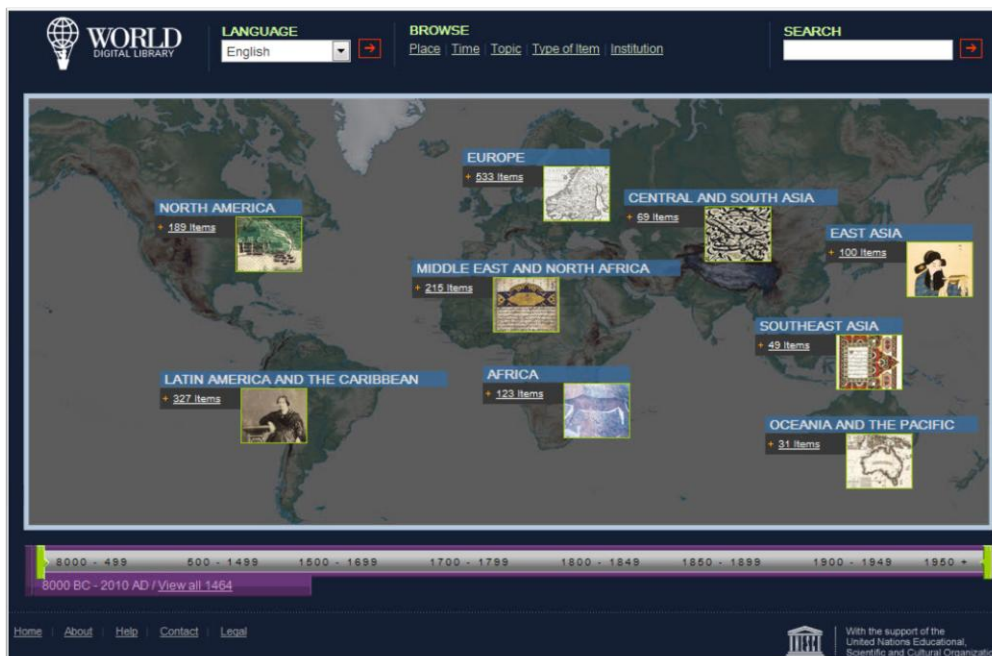 WORLD
DIGITAL LIBRARY
LANGUAGE
English
BROWSE
Place | Time | Topic | Type of Item | Institution
SEARCH
EUROPE
+ 533 Items
CENTRAL AND SOUTH ASIA
+ 69 Items
NORTH AMERICA
+ 189 Items
EAST ASIA
+ 100 Items
MIDDLE EAST AND NORTH AFRICA
+ 215 Items
SOUTHEAST ASIA
+ 49 Items
LATIN AMERICA AND THE CARIBBEAN
+ 327 Items
AFRICA
+ 123 Items
OCEANIA AND THE PACIFIC
+ 31 Items
8000 - 499 500 - 1499 1500 - 1699 1700 - 1799 1800 - 1849 1850 - 1899 1900 - 1949 1950 +
8000 BC - 2010 AD / View all 1464
Home | About | Help | Contact | Legal
With the support of the
United Nations Educational,
Scientific and Cultural Organizatio